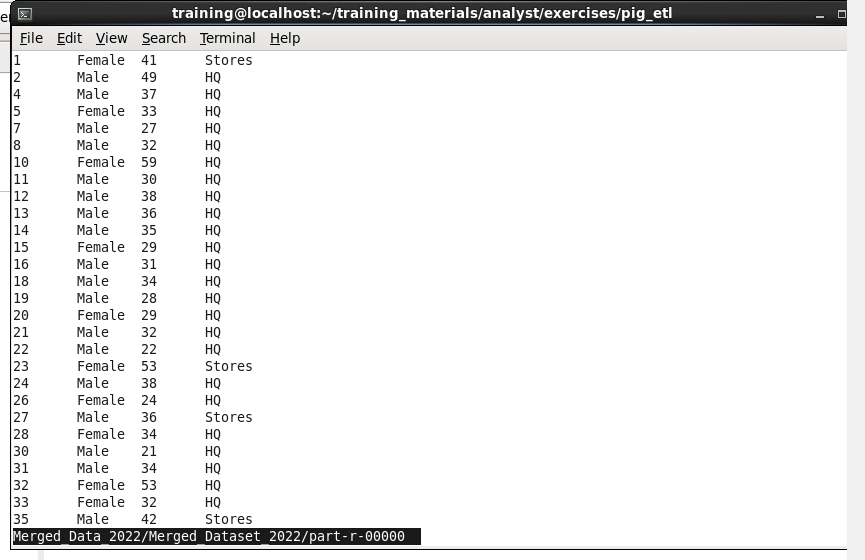 training@localhost:~/training_materials/analyst/exercises/pig_etl
File Edit View Search Terminal Help
1 Female 41 Stores
2 Male 49 HQ
4 Male 37 HQ
5 Female 33 HQ
7 Male 27 HQ
8 Male 32 HQ
10 Female 59 HQ
11 Male 30 HQ
12 Male 38 HQ
13 Male 36 HQ
14 Male 35 HQ
15 Female 29 HQ
16 Male 31 HQ
18 Male 34 HQ
19 Male 28 HQ
20 Female 29 HQ
21 Male 32 HQ
22 Male 22 HQ
23 Female 53 Stores
24 Male 38 HQ
26 Female 24 HQ
27 Male 36 Stores
28 Female 34 HQ
30 Male 21 HQ
31 Male 34 HQ
32 Female 53 HQ
33 Female 32 HQ
35 Male 42 Stores
Merged_Data_2022/Merged_Dataset_2022/part-r-00000